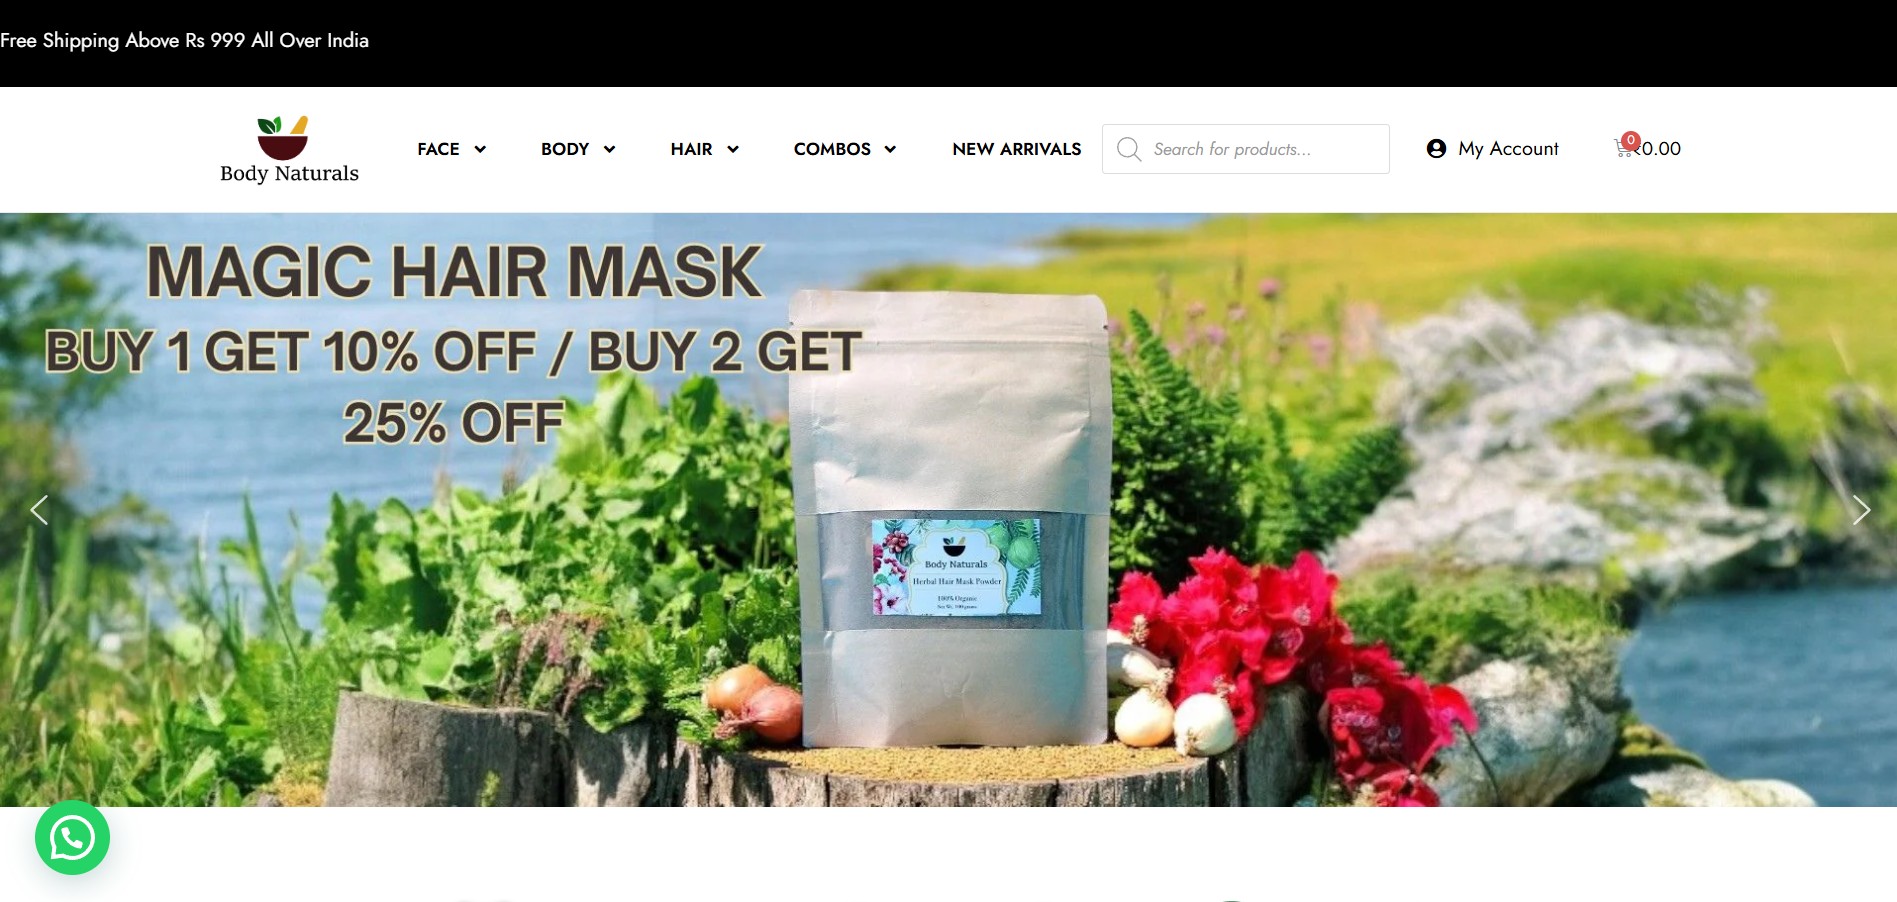 Free Shipping Above Rs 999 All Over India
Body Naturals
FACE
BODY
HAIR
COMBOS
NEW ARRIVALS
Search for products...
My Account
0
₹0.00
MAGIC HAIR MASK
BUY 1 GET 10% OFF / BUY 2 GET
25% OFF
Body Naturals
Herbal Hair Mask Powder
100% Organic